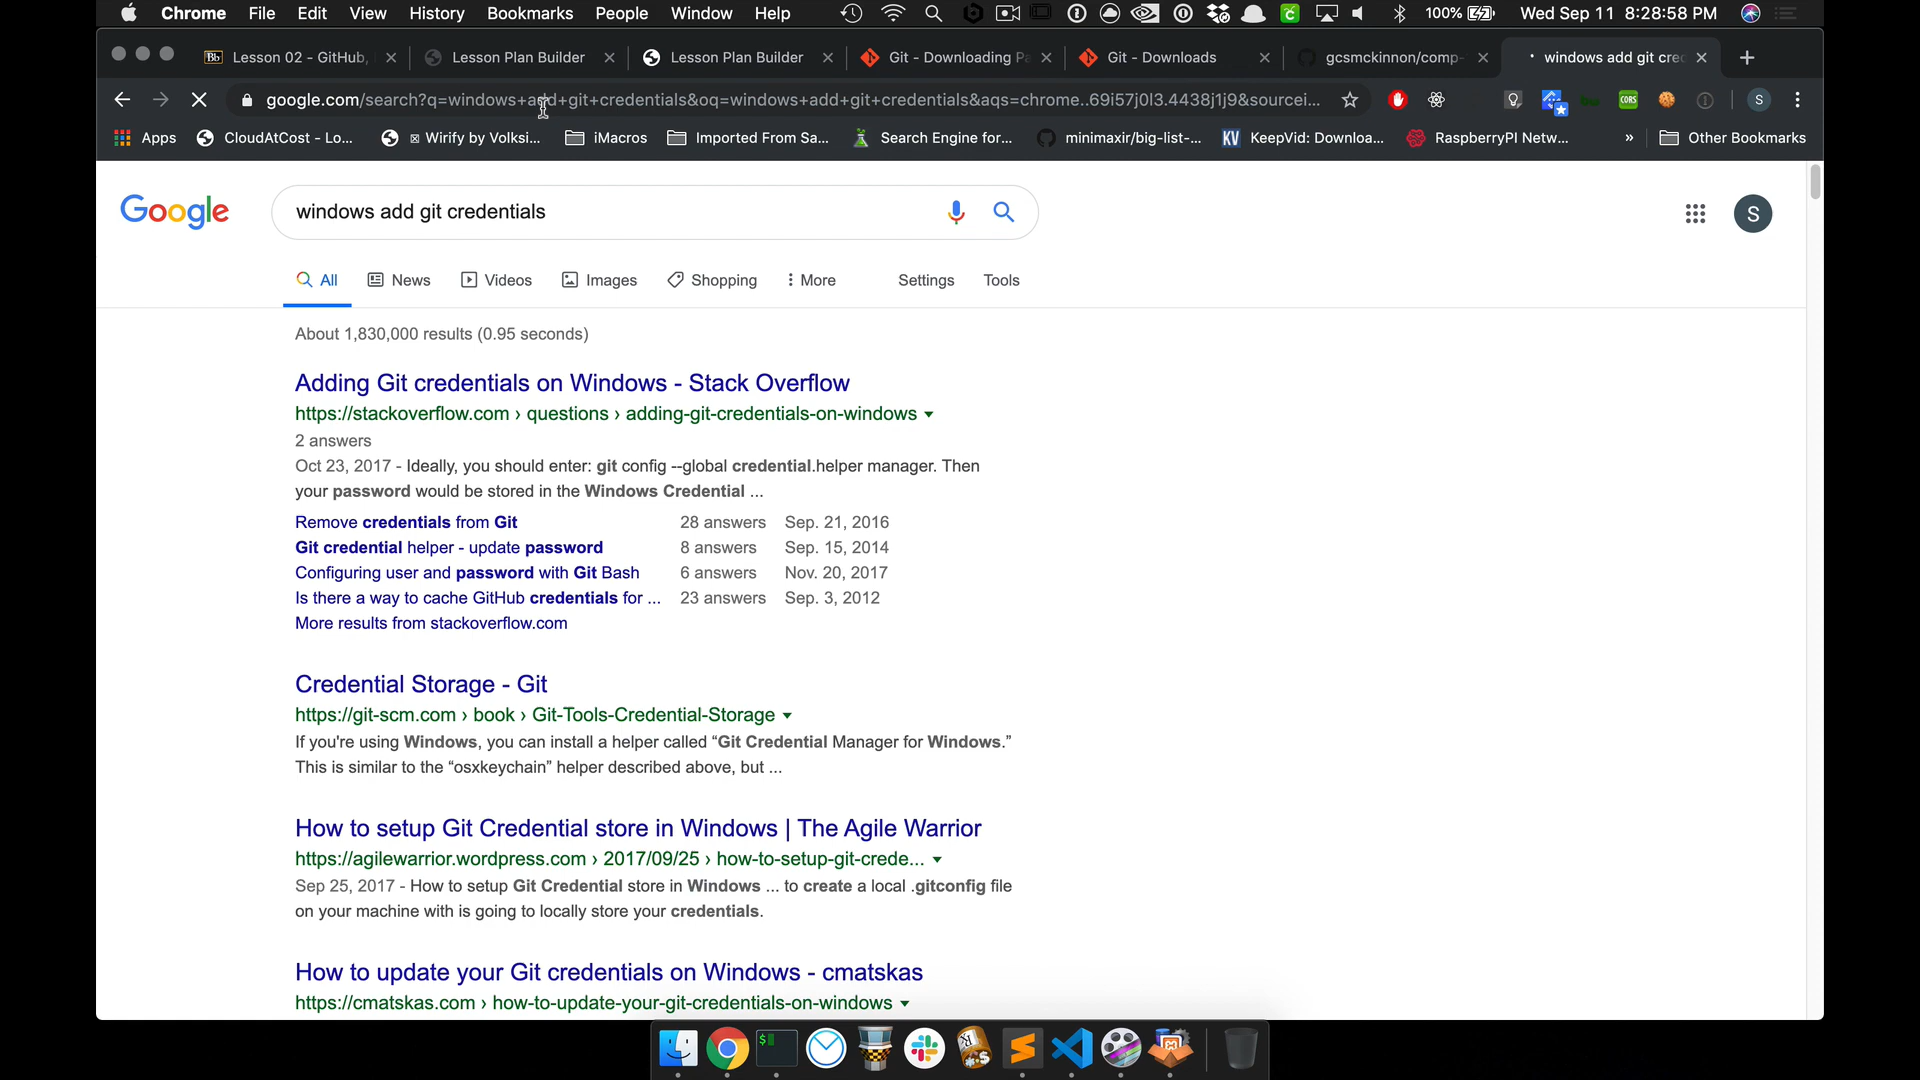 Chrome File Edit View History Bookmarks People Window Help 100% Wed Sep 11 8:28:58 PM
Lesson 02 - GitHub, Lesson Plan Builder Lesson Plan Builder Git - Downloading Pa Git - Downloads gcsmckinnon/comp- windows add git cred
google.com/search?q=windows+add+git+credentials&oq=windows+add+git+credentials&aqs=chrome..69i57j0l3.4438j1j9&sourcei...
Apps CloudAtCost - Lo... Wirify by Volksi... iMacros Imported From Sa... Search Engine for... minimaxir/big-list-... KeepVid: Downloa... RaspberryPI Netw... » Other Bookmarks
Google windows add git credentials S
All News Videos Images Shopping More Settings Tools
About 1,830,000 results (0.95 seconds)
Adding Git credentials on Windows - Stack Overflow
https://stackoverflow.com › questions › adding-git-credentials-on-windows
2 answers
Oct 23, 2017 - Ideally, you should enter: git config --global credential.helper manager. Then
your password would be stored in the Windows Credential ...
Remove credentials from Git 28 answers Sep. 21, 2016
Git credential helper - update password 8 answers Sep. 15, 2014
Configuring user and password with Git Bash 6 answers Nov. 20, 2017
Is there a way to cache GitHub credentials for ... 23 answers Sep. 3, 2012
More results from stackoverflow.com
Credential Storage - Git
https://git-scm.com › book › Git-Tools-Credential-Storage
If you're using Windows, you can install a helper called “Git Credential Manager for Windows.”
This is similar to the “osxkeychain” helper described above, but ...
How to setup Git Credential store in Windows | The Agile Warrior
https://agilewarrior.wordpress.com › 2017/09/25 › how-to-setup-git-crede...
Sep 25, 2017 - How to setup Git Credential store in Windows ... to create a local .gitconfig file
on your machine with is going to locally store your credentials.
How to update your Git credentials on Windows - cmatskas
https://cmatskas.com › how-to-update-your-git-credentials-on-windows